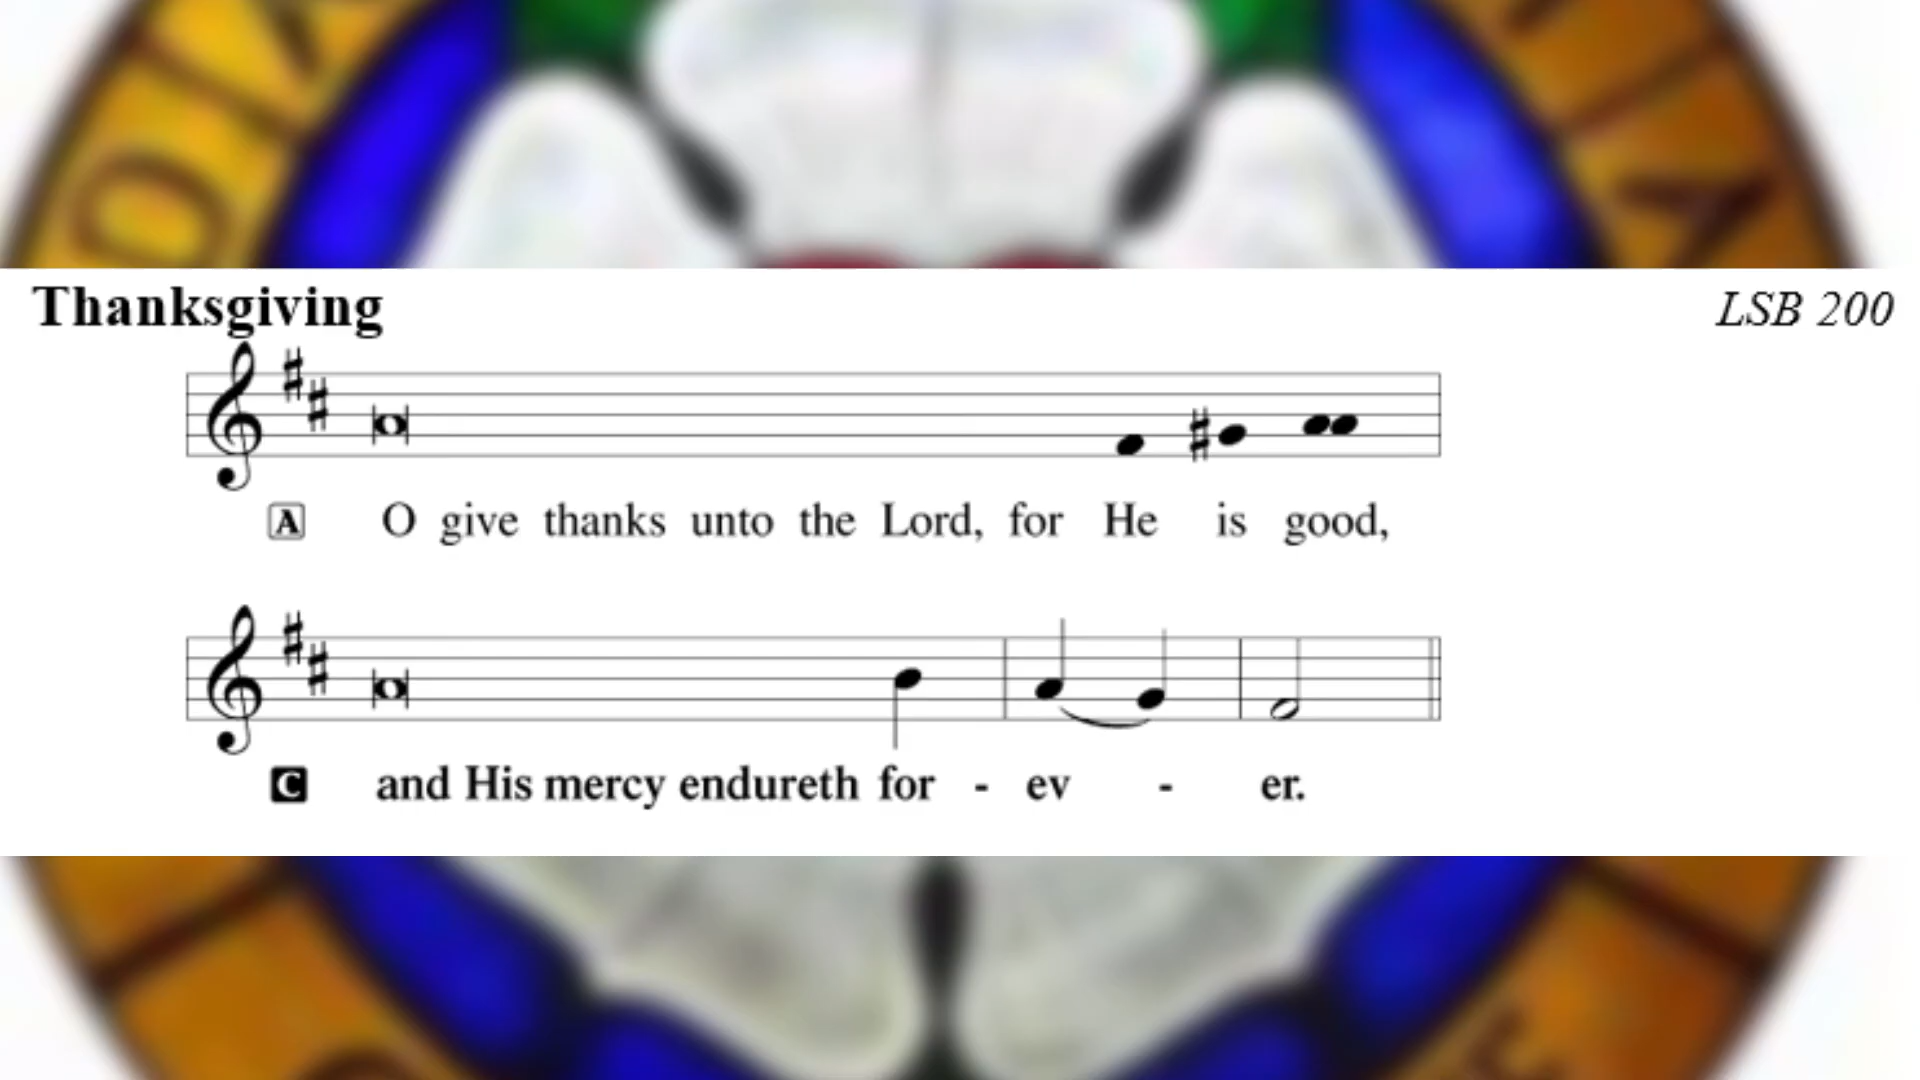 Thanksgiving LSB 200
A O give thanks unto the Lord, for He is good,
C and His mercy endureth for - ev - er.